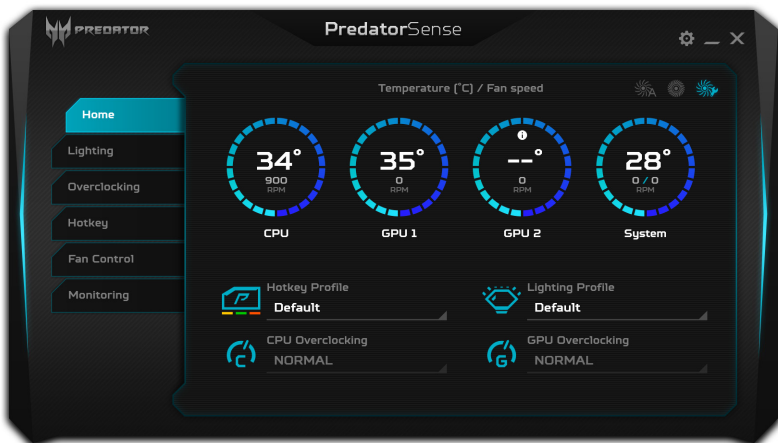 PREDATOR
PredatorSense
Temperature (°C) / Fan speed
A
Home
Lighting
Overclocking
Hotkey
Fan Control
Monitoring
34°
900
RPM
CPU
35°
0
RPM
GPU 1
--°
0
RPM
GPU 2
28°
0 / 0
RPM
System
Hotkey Profile
Default
Lighting Profile
Default
C
CPU Overclocking
NORMAL
G
GPU Overclocking
NORMAL